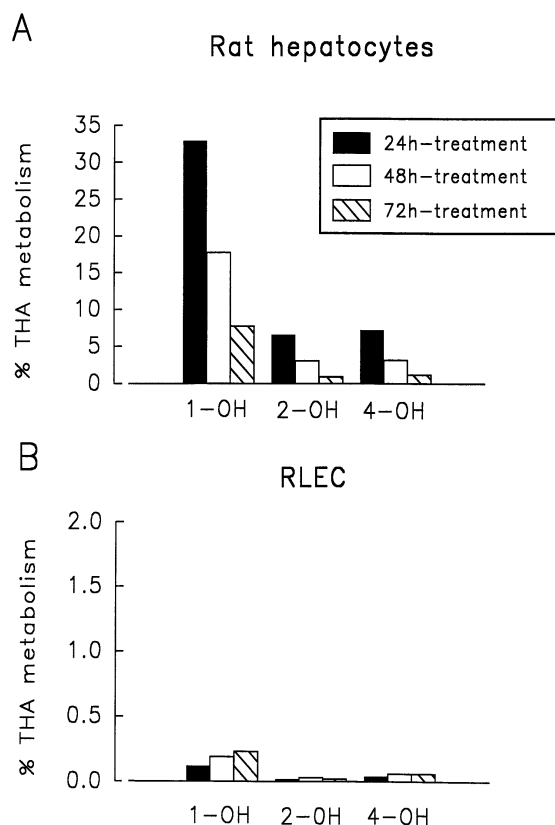 A
Rat hepatocytes
% THA metabolism
35
30
25
20
15
10
5
0
24h-treatment
48h-treatment
72h-treatment
1-OH 2-OH 4-OH
B
RLEC
% THA metabolism
2.0
1.5
1.0
0.5
0.0
1-OH 2-OH 4-OH